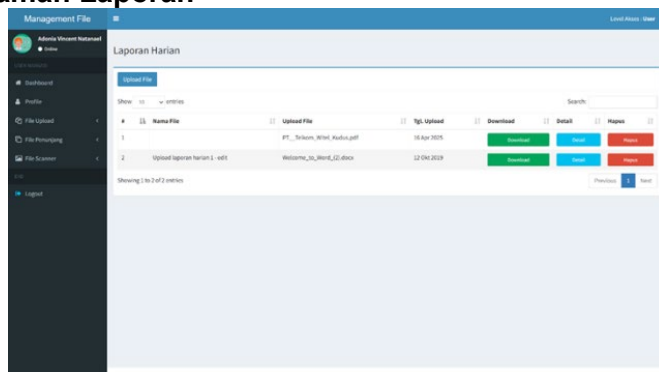 Laporan
Management File
Level Akses : User
Adonia Vincent Natanael
Online
Laporan Harian
Dashboard
Upload File
Profile
Show 10 entries
Search:
File Upload
# Nama File Upload File Tgl. Upload Download Detail Hapus
File Penunjang
1 16 Apr 2025 Download Detail Hapus
File Scanner
2 Upload laporan harian 1 - edit Welcome_to_Word_(2).docx 12 Okt 2019 Download Detail Hapus
Showing 1 to 2 of 2 entries
Previous 1 Next
Logout